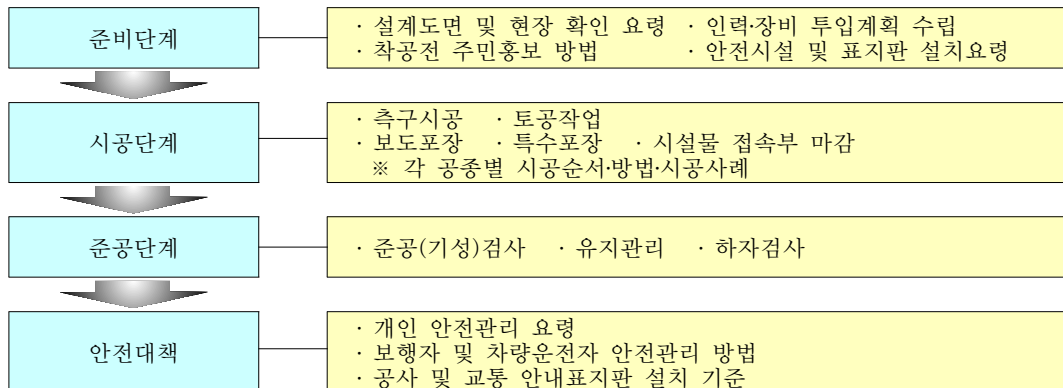 준비단계
· 설계도면 및 현장 확인 요령 · 인력·장비 투입계획 수립
· 착공전 주민홍보 방법 · 안전시설 및 표지판 설치요령
시공단계
· 측구시공 · 토공작업
· 보도포장 · 특수포장 · 시설물 접속부 마감
※ 각 공종별 시공순서·방법·시공사례
준공단계
· 준공(기성)검사 · 유지관리 · 하자검사
안전대책
· 개인 안전관리 요령
· 보행자 및 차량운전자 안전관리 방법
· 공사 및 교통 안내표지판 설치 기준